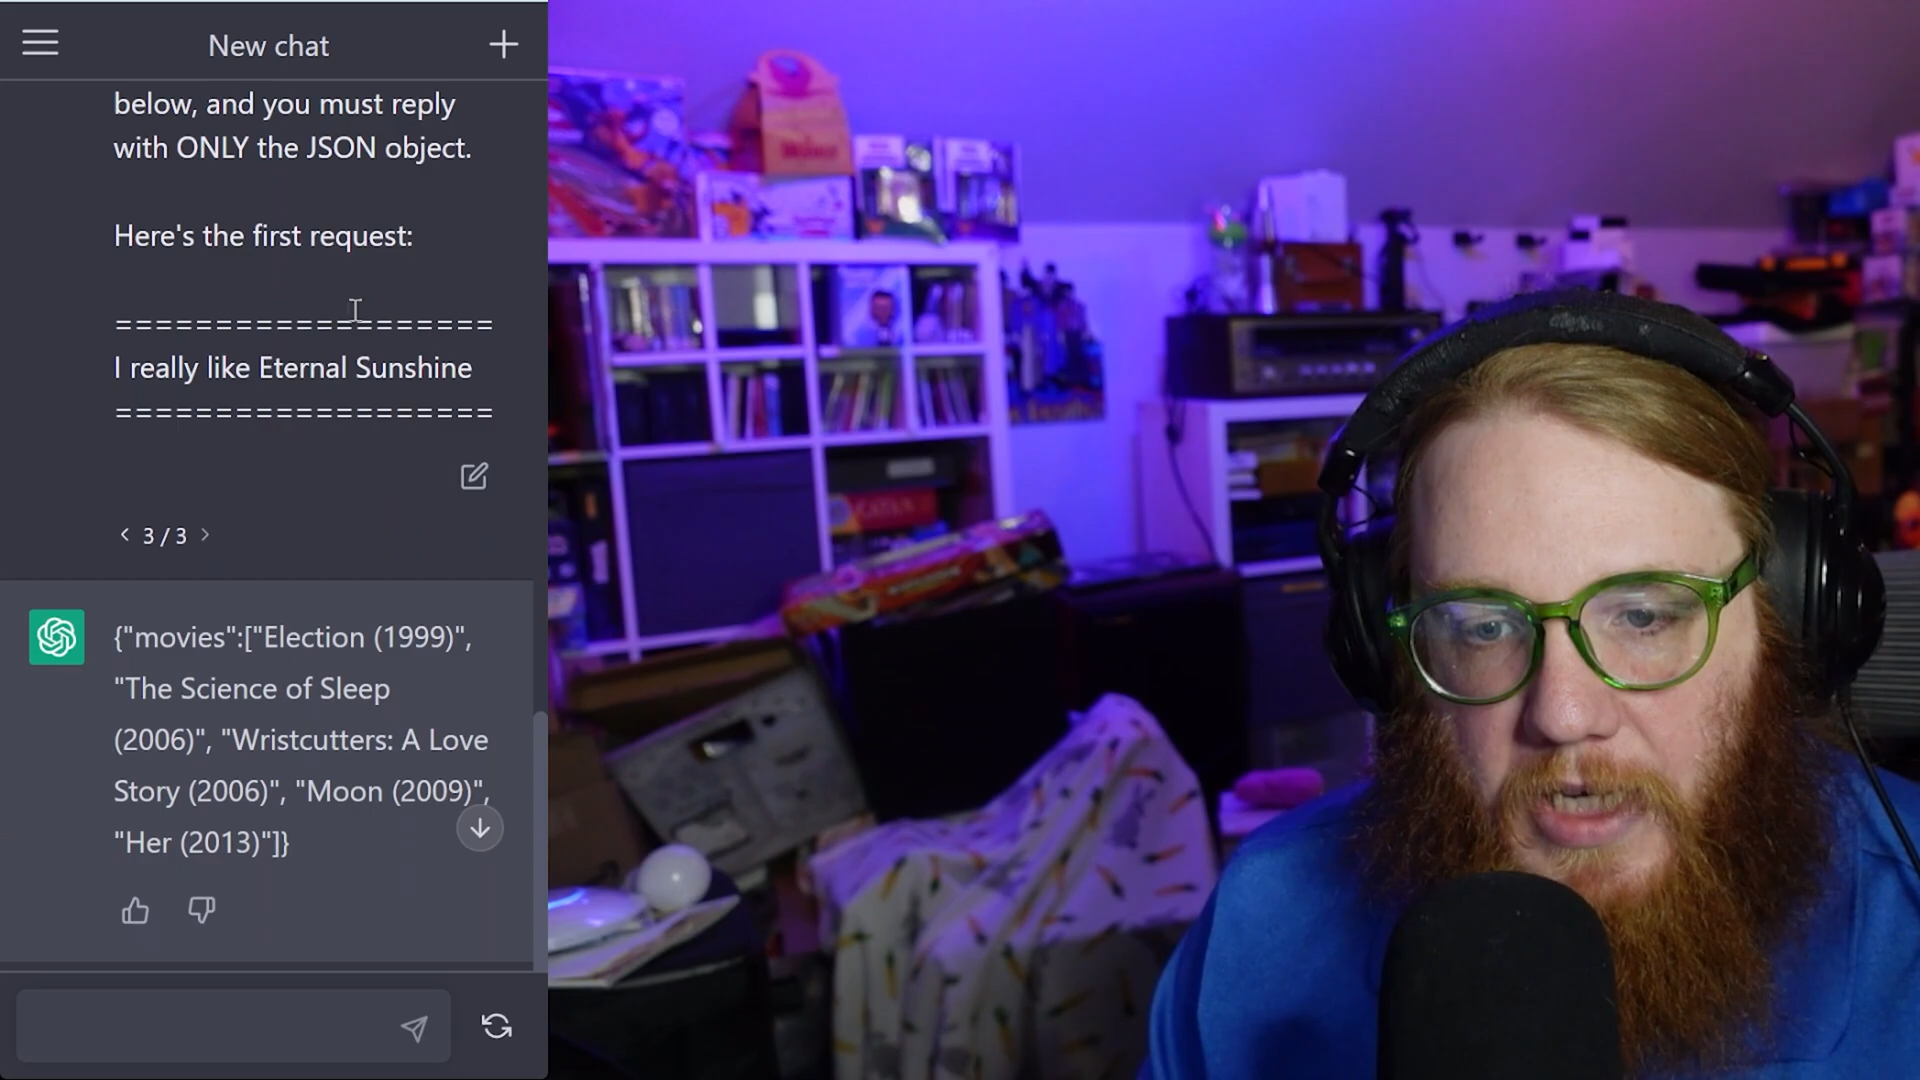 New chat
below, and you must reply
with ONLY the JSON object.
Here's the first request:
===================
I really like Eternal Sunshine
===================
< 3 / 3 >
{"movies":["Election (1999)",
"The Science of Sleep
(2006)", "Wristcutters: A Love
Story (2006)", "Moon (2009)",
"Her (2013)"]}
CATAN